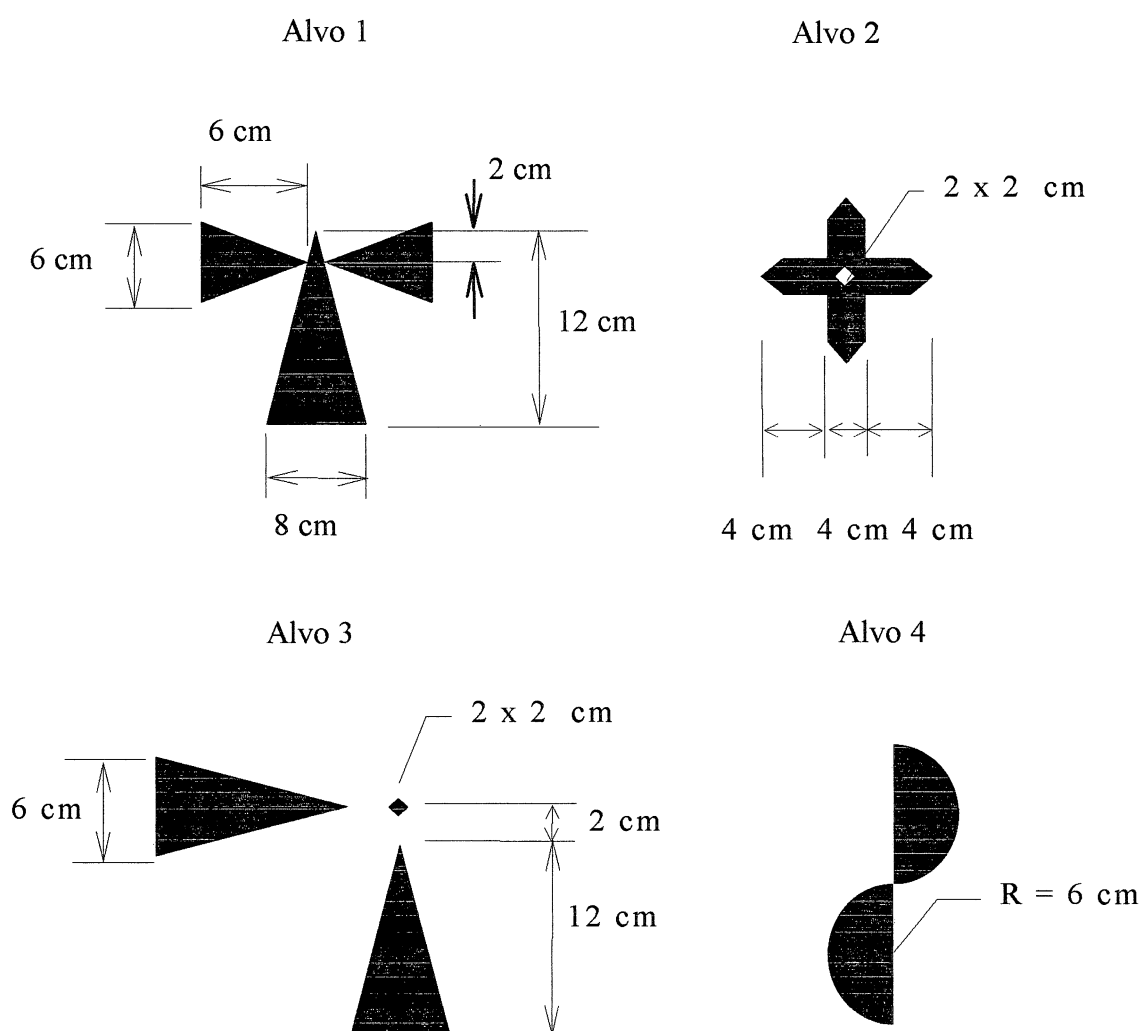 Alvo 1
Alvo 2
6 cm
2 cm
2 x 2 cm
6 cm
12 cm
8 cm
4 cm 4 cm 4 cm
Alvo 3
Alvo 4
2 x 2 cm
6 cm
2 cm
12 cm
R = 6 cm